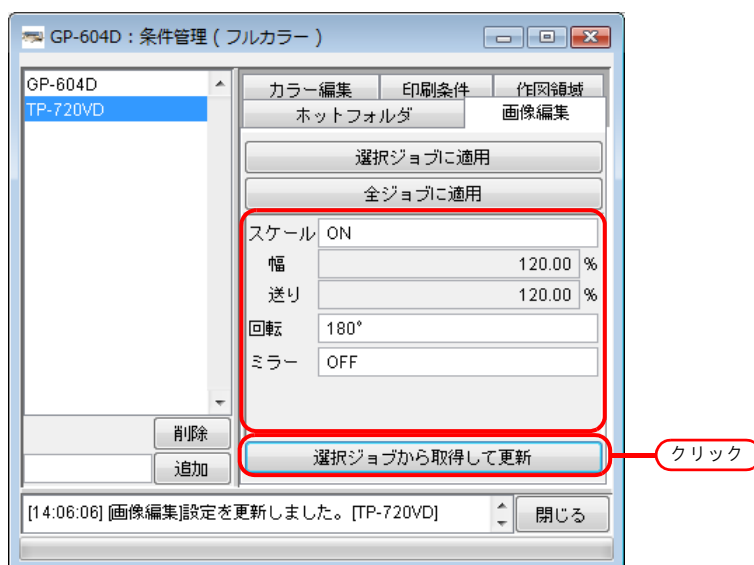 GP-604D：条件管理 ( フルカラー )
GP-604D
TP-720VD
カラー編集
印刷条件
作図領域
ホットフォルダ
画像編集
選択ジョブに適用
全ジョブに適用
スケール ON
幅 120.00 %
送り 120.00 %
回転 180°
ミラー OFF
削除
追加
選択ジョブから取得して更新
クリック
[14:06:06] [画像編集]設定を更新しました。[TP-720VD]
閉じる